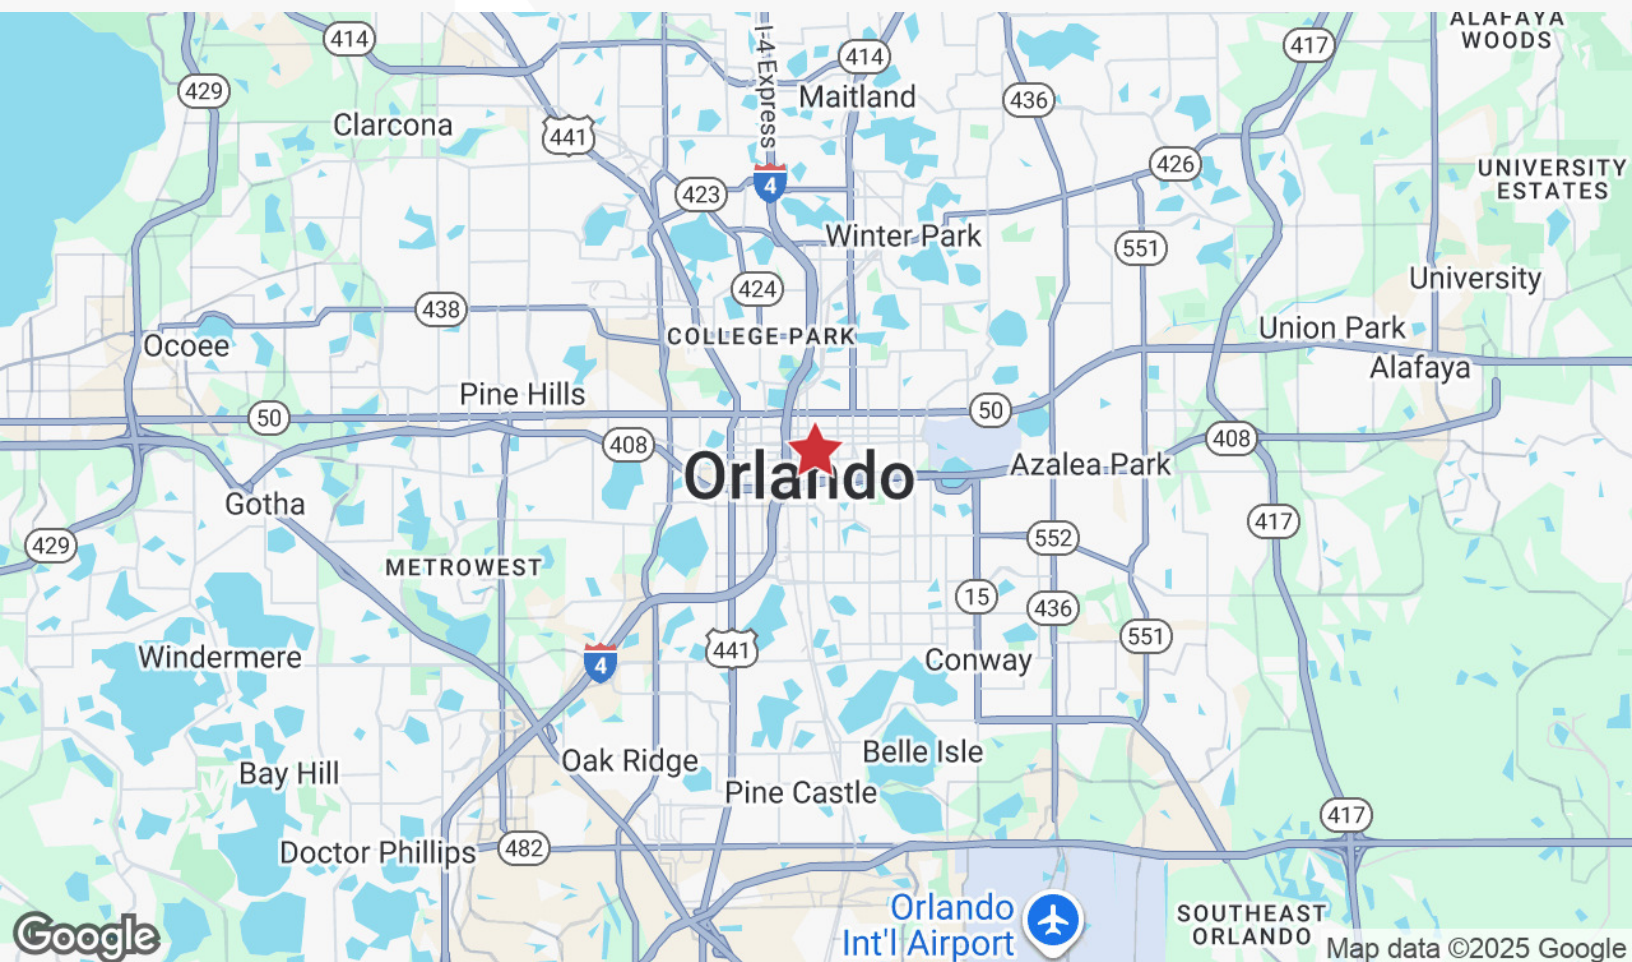 ALAFAYA
WOODS
414
417
I-4 Express
414
429
Maitland
436
Clarcona
441
426
UNIVERSITY
ESTATES
4
423
Winter Park
551
University
424
438
Union Park
COLLEGE PARK
Ocoee
Alafaya
Pine Hills
50
50
408
408
Azalea Park
Orlando
Gotha
417
552
429
METROWEST
15
436
551
441
Windermere
4
Conway
Belle Isle
Oak Ridge
Bay Hill
Pine Castle
417
Doctor Phillips
482
Orlando
Int'l Airport
SOUTHEAST
ORLANDO
Google
Map data ©2025 Google